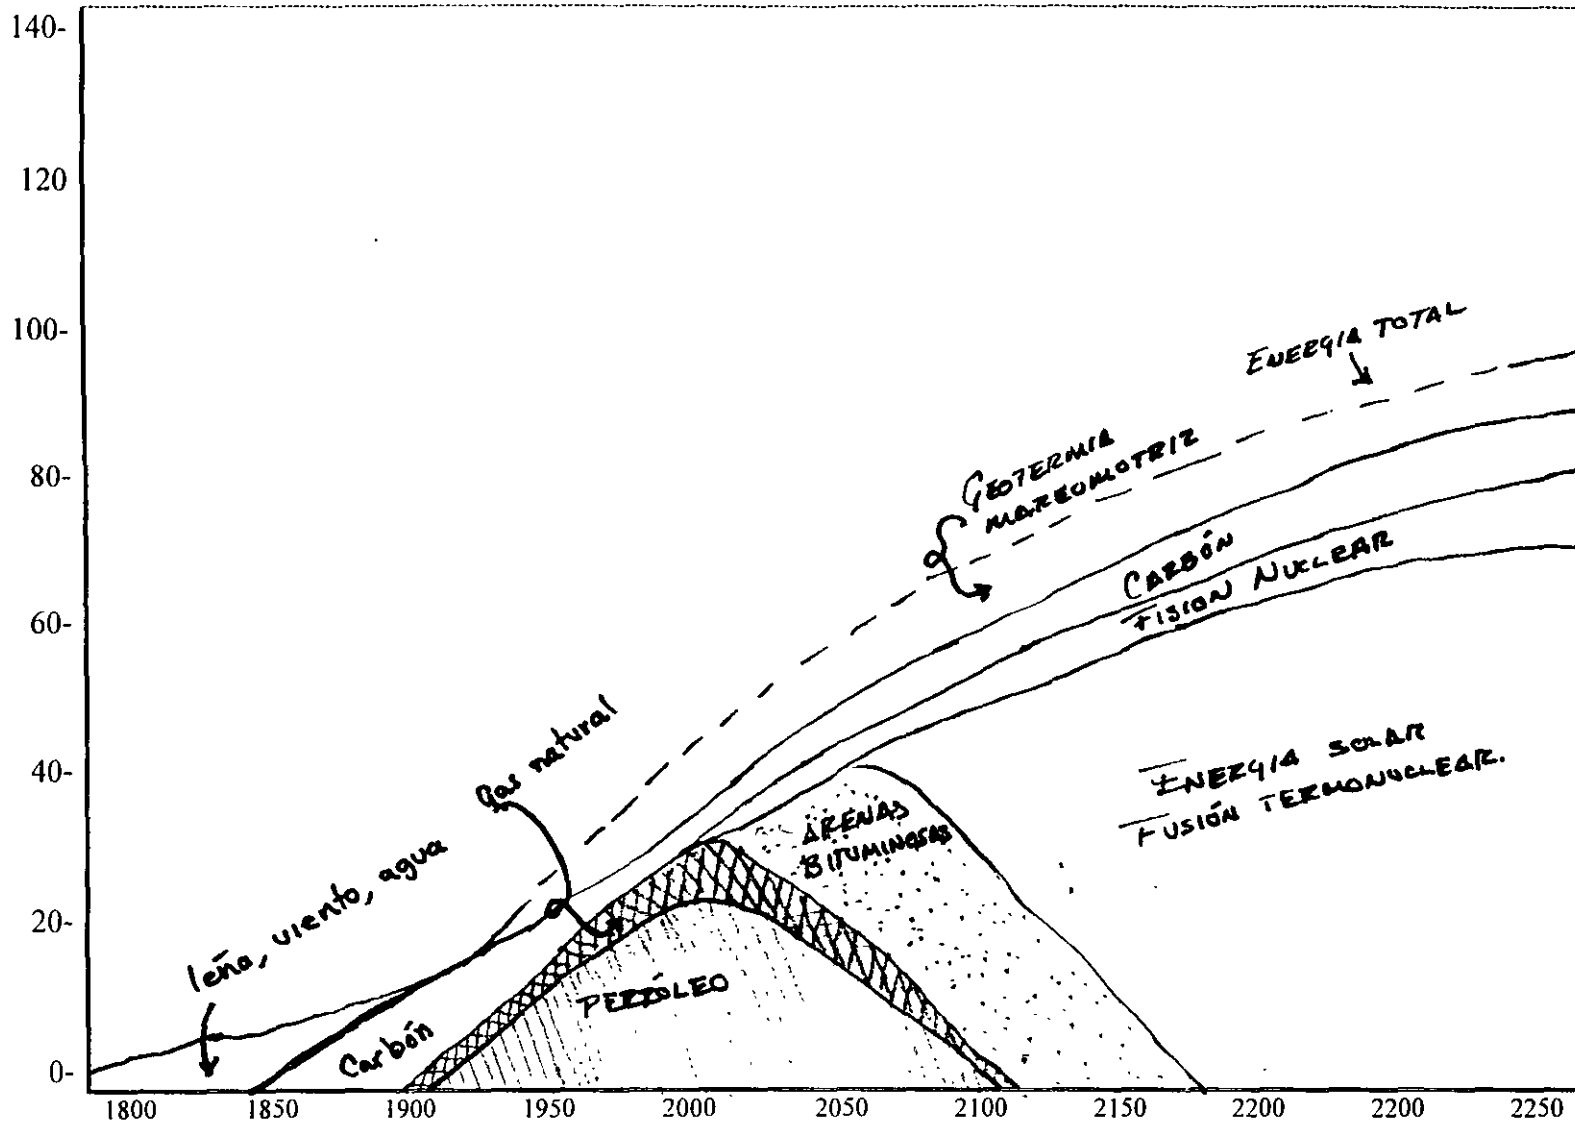 140-
120
100-
80-
60-
40-
20-
0-
ENERGIA TOTAL
GEOTERMIA
MAREOMOTRIZ
CARBÓN
FISION NUCLEAR
gas natural
ENERGIA SOLAR
FUSIÓN TERMONUCLEAR.
ARENAS
BITUMINOSAS
leña, viento, agua
PERRÓLEO
Carbón
1800 1850 1900 1950 2000 2050 2100 2150 2200 2200 2250